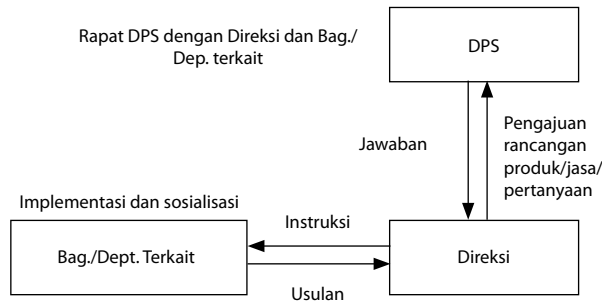 Rapat DPS dengan Direksi dan Bag./
Dep. terkait
DPS
Jawaban
Pengajuan
rancangan
produk/jasa/
pertanyaan
Implementasi dan sosialisasi
Instruksi
Bag./Dept. Terkait
Direksi
Usulan